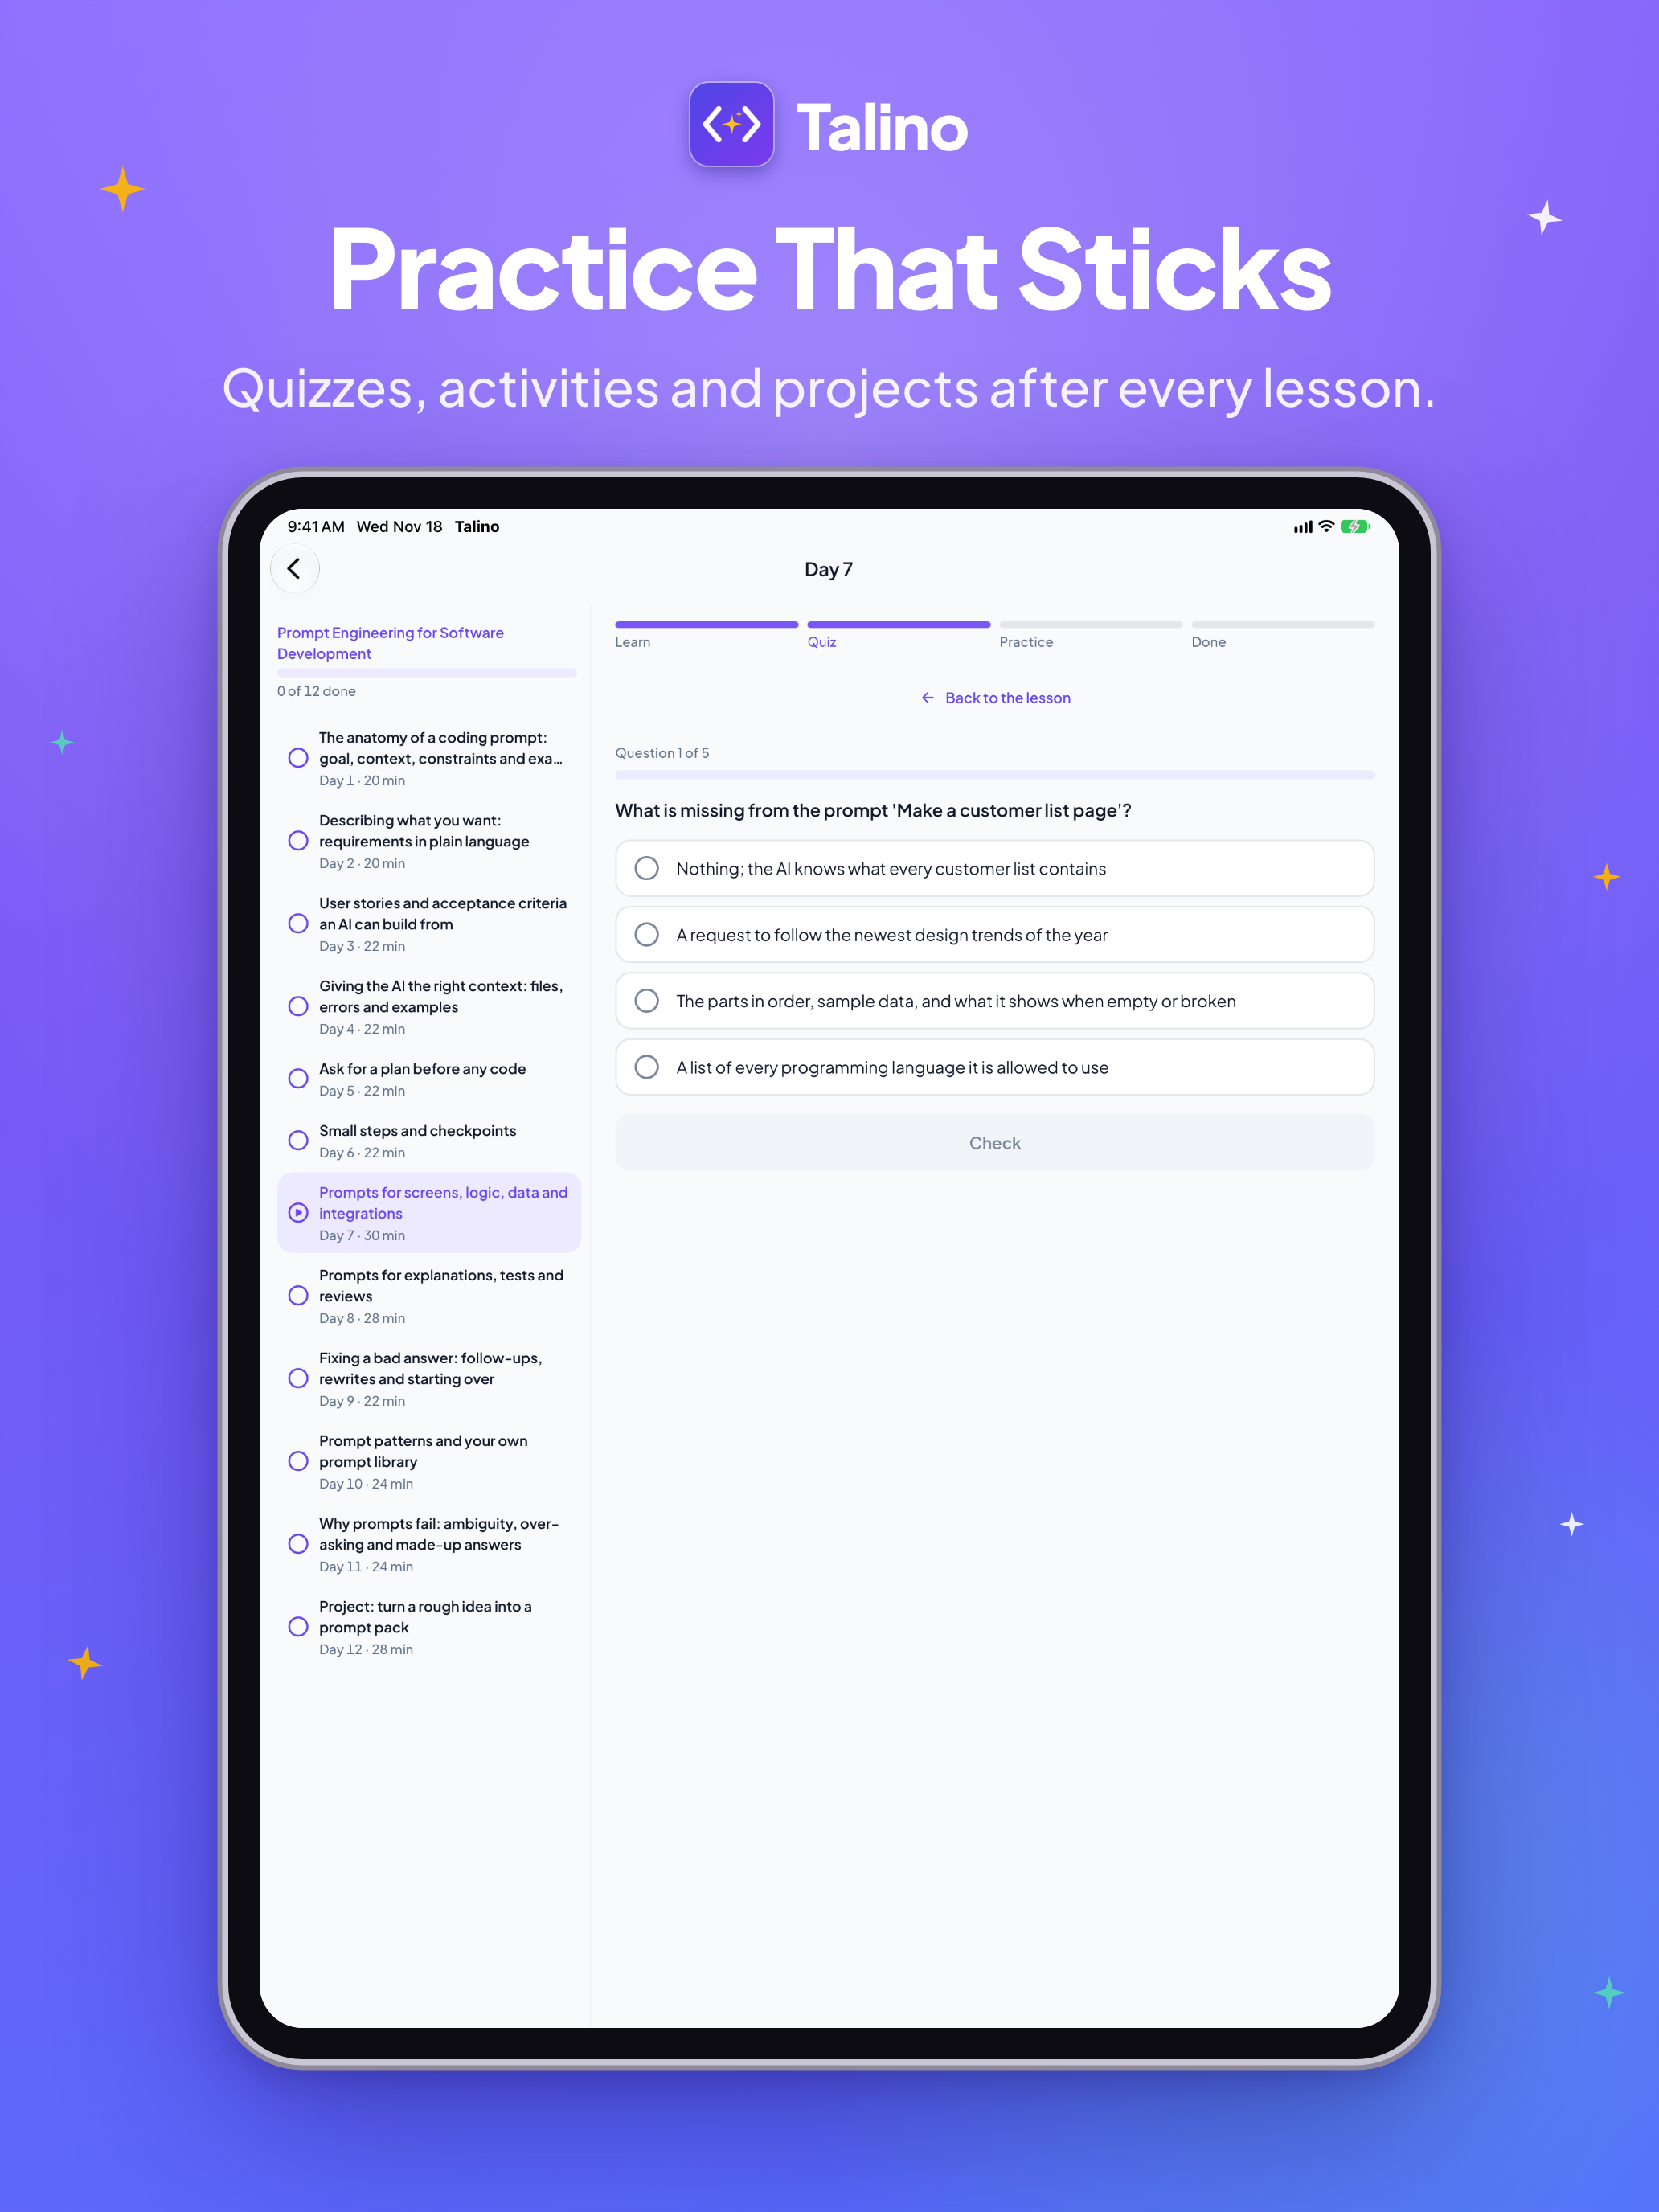 Talino
Practice That Sticks
Quizzes, activities and projects after every lesson.
9:41 AM Wed Nov 18 Talino
Day 7
Prompt Engineering for Software
Development
0 of 12 done
The anatomy of a coding prompt:
goal, context, constraints and exa...
Day 1 · 20 min
Describing what you want:
requirements in plain language
Day 2 · 20 min
User stories and acceptance criteria
an AI can build from
Day 3 · 22 min
Giving the AI the right context: files,
errors and examples
Day 4 · 22 min
Ask for a plan before any code
Day 5 · 22 min
Small steps and checkpoints
Day 6 · 22 min
Prompts for screens, logic, data and
integrations
Day 7 · 30 min
Prompts for explanations, tests and
reviews
Day 8 · 28 min
Fixing a bad answer: follow-ups,
rewrites and starting over
Day 9 · 22 min
Prompt patterns and your own
prompt library
Day 10 · 24 min
Why prompts fail: ambiguity, over-
asking and made-up answers
Day 11 · 24 min
Project: turn a rough idea into a
prompt pack
Day 12 · 28 min
Learn Quiz Practice Done
← Back to the lesson
Question 1 of 5
What is missing from the prompt 'Make a customer list page'?
Nothing; the AI knows what every customer list contains
A request to follow the newest design trends of the year
The parts in order, sample data, and what it shows when empty or broken
A list of every programming language it is allowed to use
Check